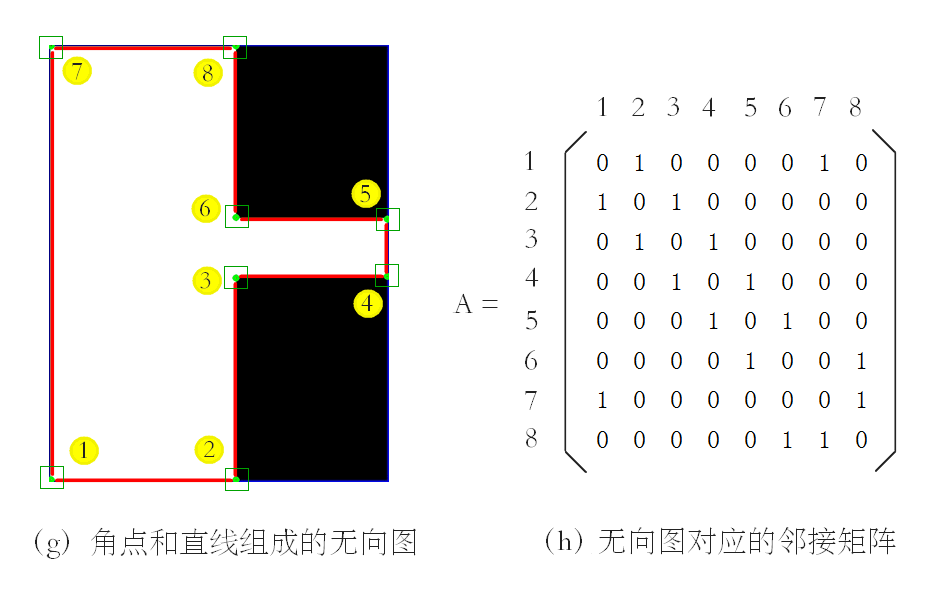 7
8
5
6
3
4
1
2
1 2 3 4 5 6 7 8
1 0 1 0 0 0 0 1 0
2 1 0 1 0 0 0 0 0
3 0 1 0 1 0 0 0 0
4 0 0 1 0 1 0 0 0
A =
5 0 0 0 1 0 1 0 0
6 0 0 0 0 1 0 0 1
7 1 0 0 0 0 0 0 1
8 0 0 0 0 0 1 1 0
(g) 角点和直线组成的无向图
(h) 无向图对应的邻接矩阵